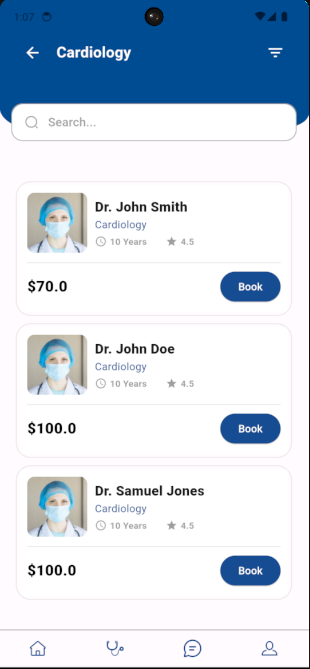 1:07
Cardiology
Search...
Dr. John Smith
Cardiology
10 Years 4.5
$70.0 Book
Dr. John Doe
Cardiology
10 Years 4.5
$100.0 Book
Dr. Samuel Jones
Cardiology
10 Years 4.5
$100.0 Book